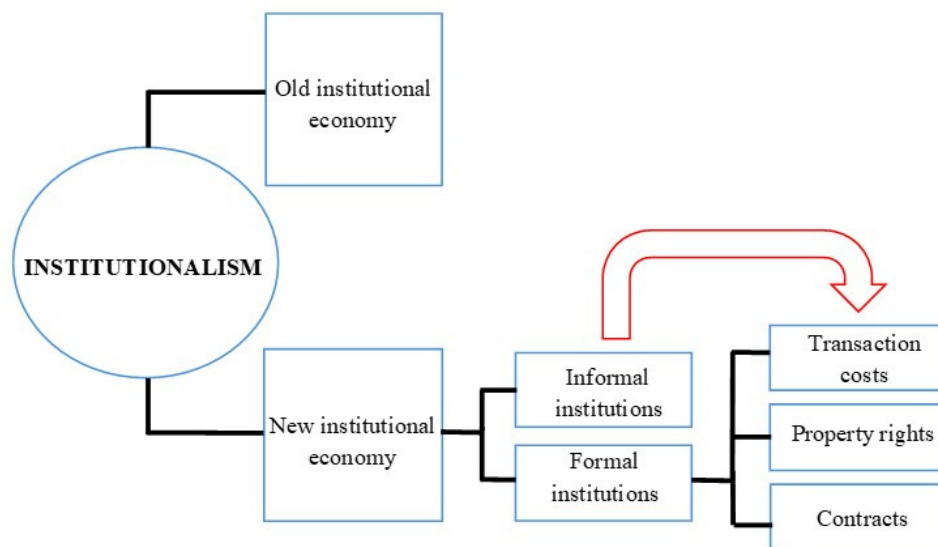 Old institutional
economy
INSTITUTIONALISM
New institutional
economy
Informal
institutions
Formal
institutions
Transaction
costs
Property rights
Contracts